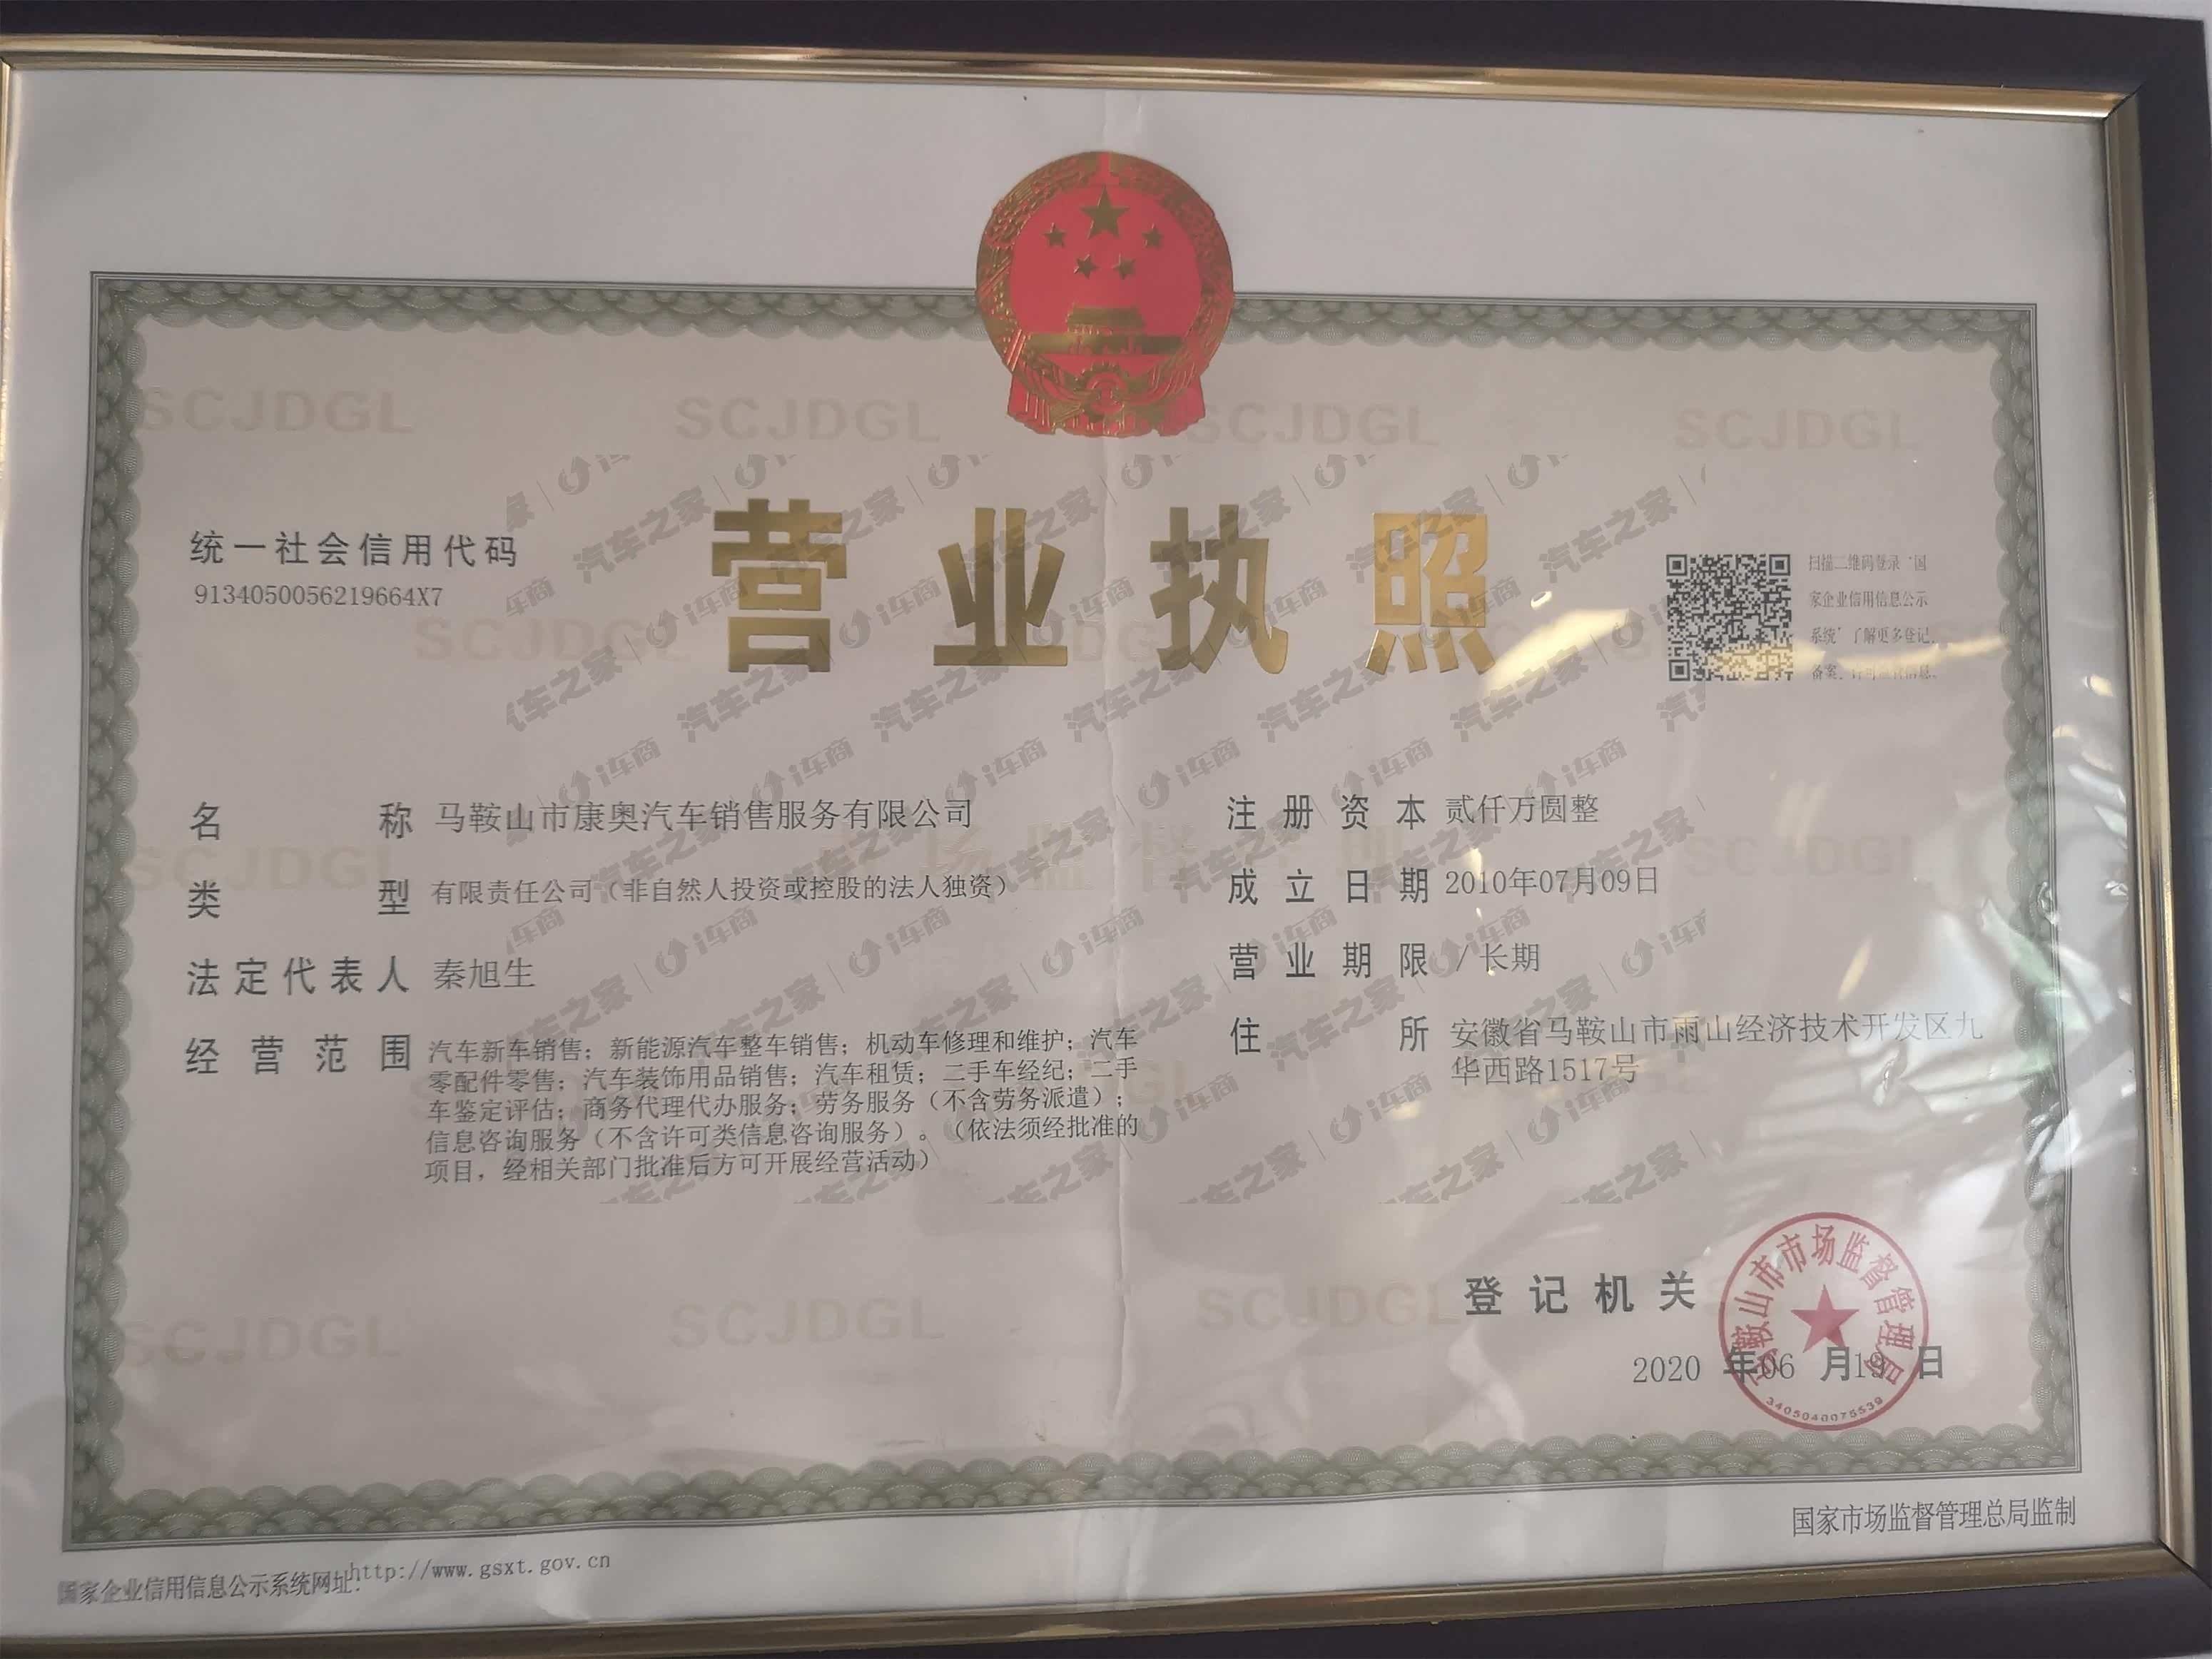 营业执照
统一社会信用代码
9134050056219664X7
扫描二维码登录“国
家企业信用信息公示
系统”了解更多登记、
备案、许可监管信息。
名称 马鞍山市康奥汽车销售服务有限公司
类型 有限责任公司（非自然人投资或控股的法人独资）
法定代表人 秦旭生
经营范围 汽车新车销售；新能源汽车整车销售；机动车修理和维护；汽车
零配件零售；汽车装饰用品销售；汽车租赁；二手车经纪；二手
车鉴定评估；商务代理代办服务；劳务服务（不含劳务派遣）；
信息咨询服务（不含许可类信息咨询服务）。（依法须经批准的
项目，经相关部门批准后方可开展经营活动）
注册资本 贰仟万圆整
成立日期 2010年07月09日
营业期限 /长期
住所 安徽省马鞍山市雨山经济技术开发区九
华西路1517号
登记机关
马鞍山市市场监督管理局
3405040075539
2020 年06 月19 日
国家企业信用信息公示系统网址：http://www.gsxt.gov.cn
国家市场监督管理总局监制
SCJDGL
汽车之家 | i车商